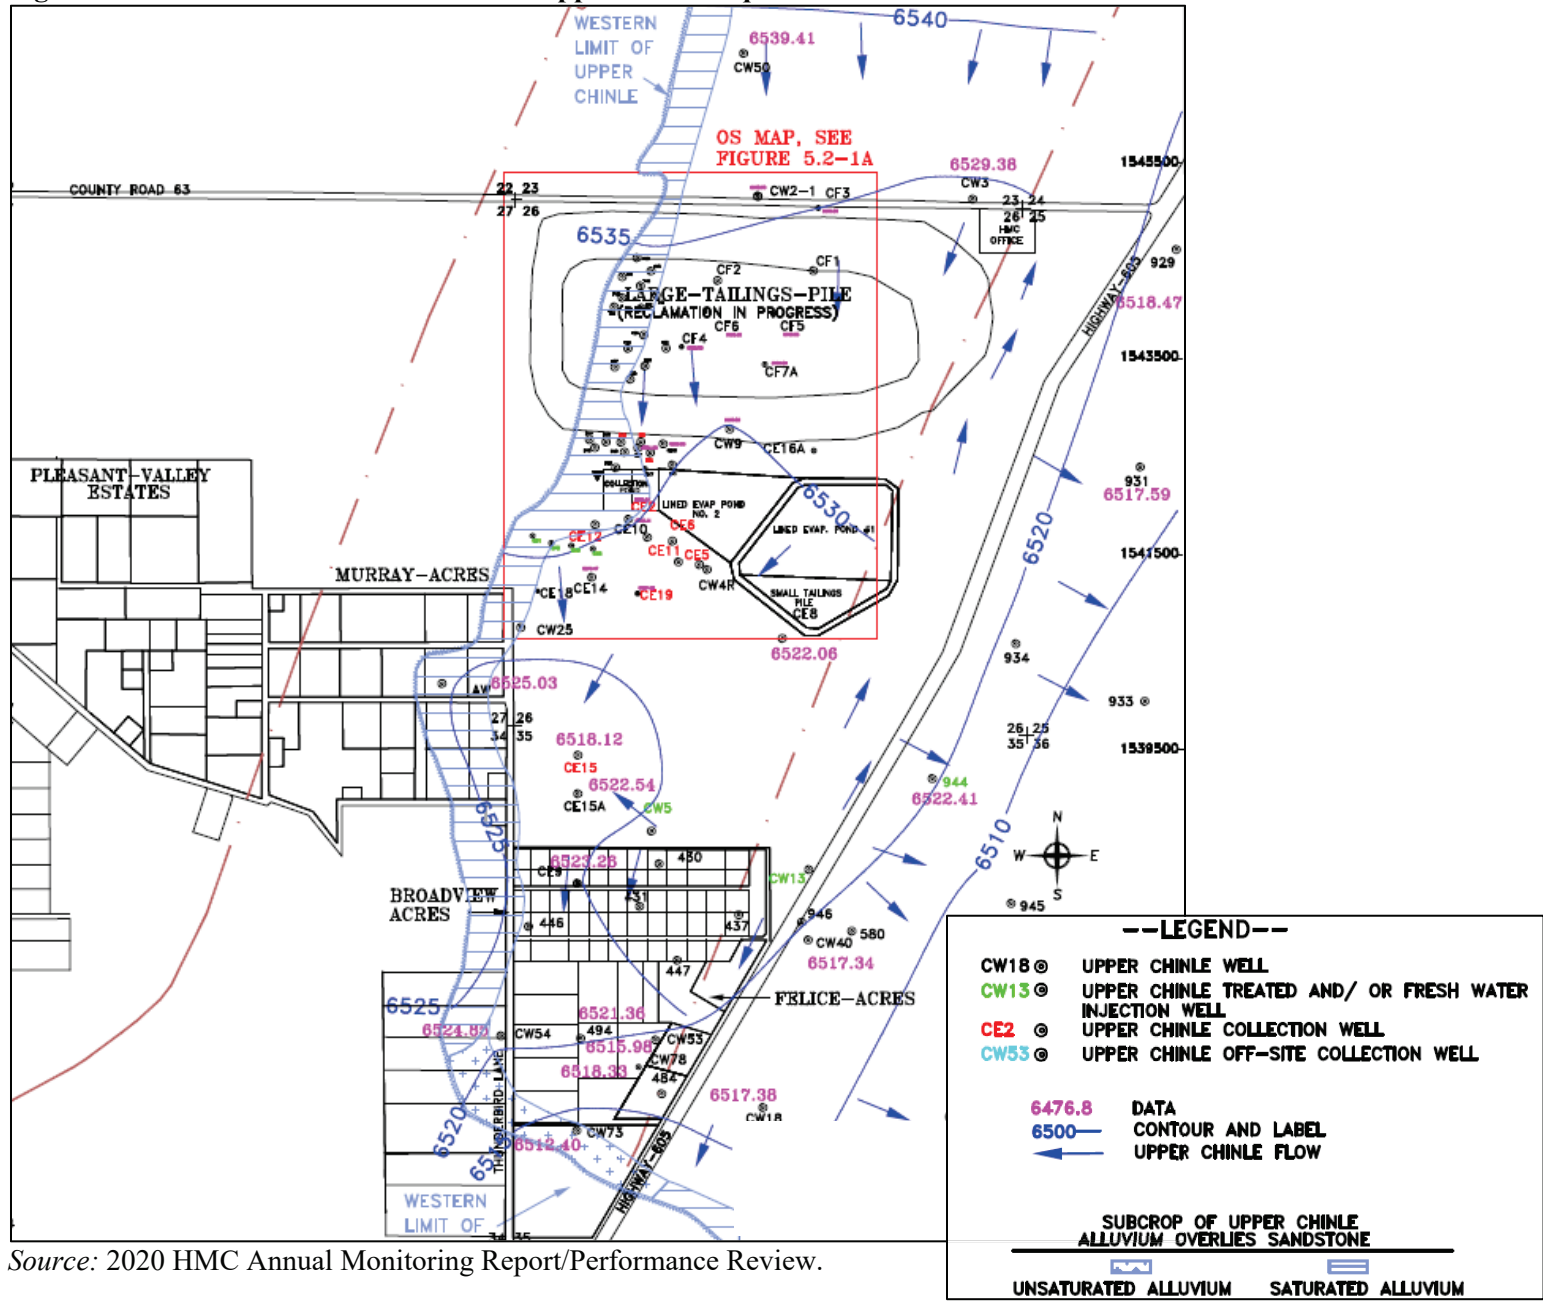 WESTERN
LIMIT OF
UPPER
CHINLE
6540
6539.41
CW50
OS MAP, SEE
FIGURE 5.2-1A
6529.38
1545500
COUNTY ROAD 63
22 23
27 26
CW2-1
CF3
CW3
23 24
26 25
HMC
OFFICE
6535
929
HIGHWAY-605
6518.47
CF2
CF1
LARGE-TAILINGS-PILE
(RECLAMATION IN PROGRESS)
CF6
CF5
CF4
CF7A
1543500
CW9
CE16A
PLEASANT-VALLEY
ESTATES
COLLECTION
LINED EVAP POND
NO. 2
6530
LINED EVAP. POND #1
931
6517.59
6520
CE2
CE10
CE6
CE12
CE11
CE5
CW4R
1541500
MURRAY-ACRES
CE18
CE14
CE19
SMALL TAILINGS
PILE
CE8
CW25
6522.06
934
AW
6525.03
933
27 26
34 35
26 25
35 36
1539500
6518.12
CE15
6522.54
CE15A
CW5
944
6522.41
6525
6510
N
W
E
S
CE9
6523.28
430
CW13
BROADVIEW
ACRES
431
446
437
946
945
CW40
580
6517.34
447
FELICE-ACRES
6525
6524.85
CW54
6521.36
494
6515.98
CW53
6518.33
CW78
484
6517.38
CW18
6520
THUNDERBIRD LANE
CW73
6512.40
HIGHWAY-605
WESTERN
LIMIT OF
34 35
--LEGEND--
CW18 UPPER CHINLE WELL
CW13 UPPER CHINLE TREATED AND/ OR FRESH WATER
INJECTION WELL
CE2 UPPER CHINLE COLLECTION WELL
CW53 UPPER CHINLE OFF-SITE COLLECTION WELL
6476.8 DATA
6500 CONTOUR AND LABEL
UPPER CHINLE FLOW
SUBCROP OF UPPER CHINLE
ALLUVIUM OVERLIES SANDSTONE
UNSATURATED ALLUVIUM SATURATED ALLUVIUM
Source: 2020 HMC Annual Monitoring Report/Performance Review.